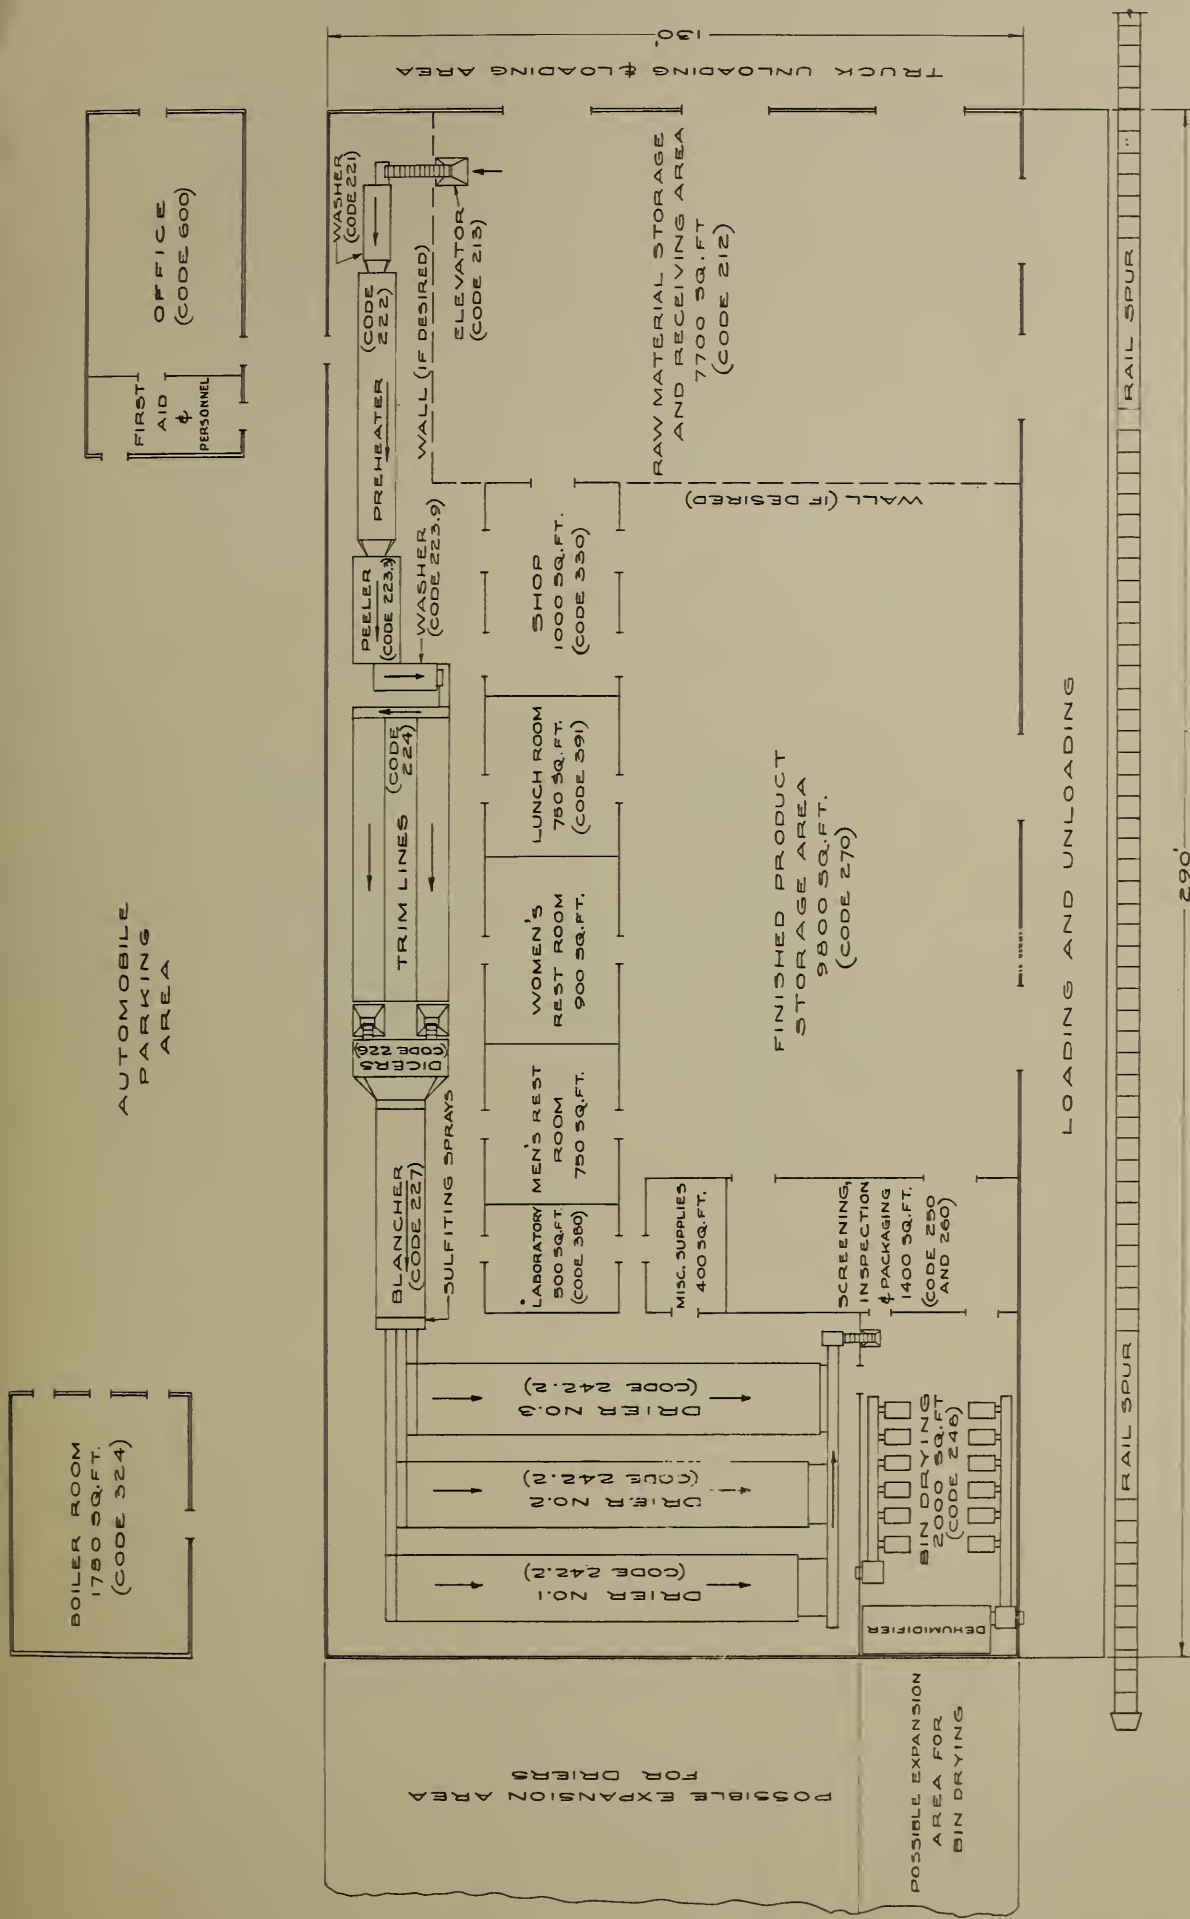 BOILER ROOM
1750 SQ.FT.
(CODE 324)
AUTOMOBILE
PARKING
AREA
FIRST
AID
&
PERSONNEL
OFFICE
(CODE 600)
POSSIBLE EXPANSION AREA
FOR DRIERS
POSSIBLE EXPANSION
AREA FOR
BIN DRYING
DRIER NO.1
(CODE 242.2)
DRIER NO.2
(CODE 242.2)
DRIER NO.3
(CODE 242.2)
BLANCHER
(CODE 227)
SULFITING SPRAYS
DICERS
(CODE 226)
TRIM LINES
(CODE
224)
PEELER
(CODE 223.3)
WASHER
(CODE 223.9)
PREHEATER
(CODE
222)
WASHER
(CODE 221)
WALL (IF DESIRED)
ELEVATOR
(CODE 213)
LABORATORY
500 SQ.FT.
(CODE 380)
MEN'S REST
ROOM
750 SQ.FT.
WOMEN'S
REST ROOM
900 SQ.FT.
LUNCH ROOM
750 SQ.FT.
(CODE 391)
SHOP
1000 SQ.FT.
(CODE 330)
MISC. SUPPLIES
400 SQ.FT.
SCREENING,
INSPECTION
& PACKAGING
1400 SQ.FT.
(CODE 250
AND 260)
DEHUMIDIFIER
BIN DRYING
2000 SQ.FT
(CODE 246)
FINISHED PRODUCT
STORAGE AREA
9800 SQ.FT.
(CODE 270)
WALL (IF DESIRED)
RAW MATERIAL STORAGE
AND RECEIVING AREA
7700 SQ.FT
(CODE 212)
TRUCK UNLOADING & LOADING AREA
130'
LOADING AND UNLOADING
RAIL SPUR
RAIL SPUR
290'